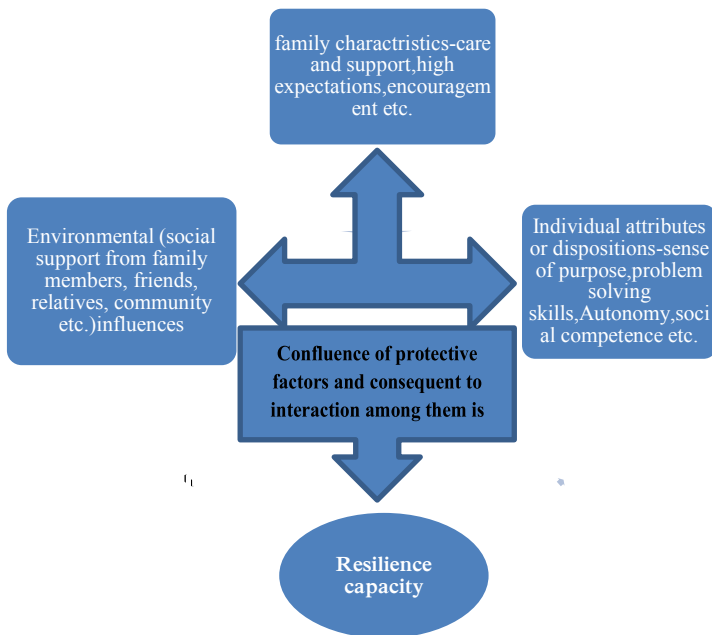 family charactristics-care
and support,high
expectations,encouragem
ent etc.
Environmental (social
support from family
members, friends,
relatives, community
etc.)influences
Individual attributes
or dispositions-sense
of purpose,problem
solving
skills,Autonomy,soci
al competence etc.
Confluence of protective
factors and consequent to
interaction among them is
Resilience
capacity